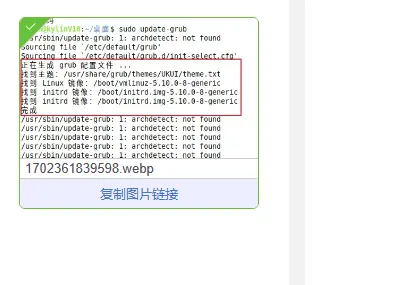 @kylinV10:~/桌面$ sudo update-grub
/usr/sbin/update-grub: 1: archdetect: not found
Sourcing file `/etc/default/grub'
Sourcing file `/etc/default/grub.d/init-select.cfg'
正在生成 grub 配置文件 ...
找到主题: /usr/share/grub/themes/UKUI/theme.txt
找到 Linux 镜像: /boot/vmlinuz-5.10.0-8-generic
找到 initrd 镜像: /boot/initrd.img-5.10.0-8-generic
找到 initrd 镜像: /boot/initrd.img-5.10.0-8-generic
完成
/usr/sbin/update-grub: 1: archdetect: not found
/usr/sbin/update-grub: 1: archdetect: not found
/usr/sbin/update-grub: 1: archdetect: not found
/usr/sbin/update-grub: 1: archdetect: not found
1702361839598.webp
复制图片链接